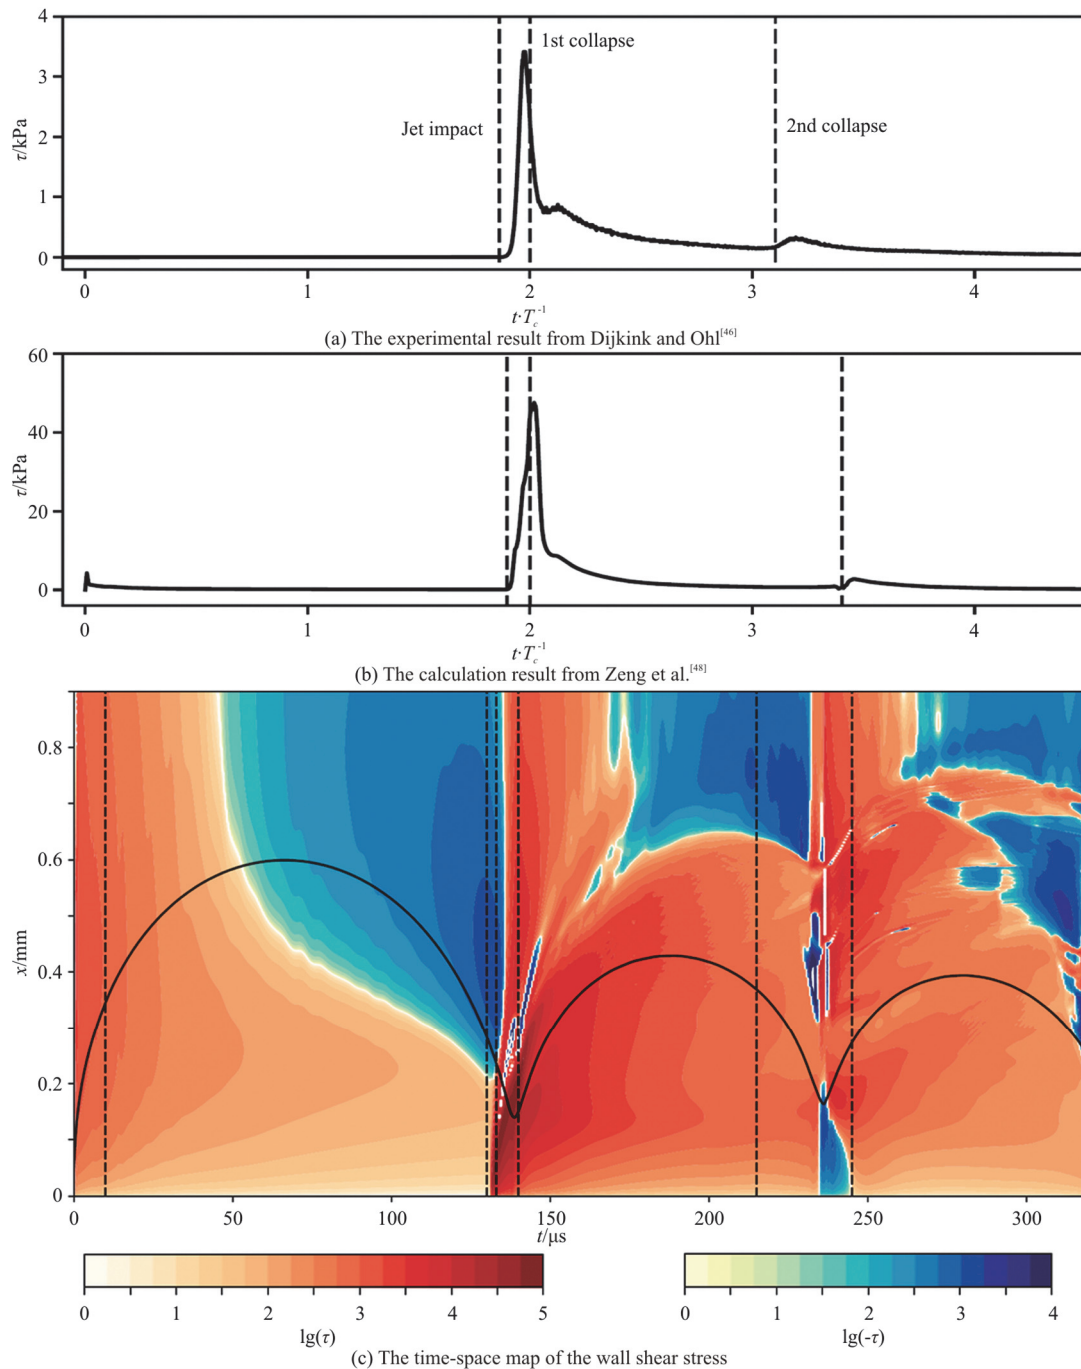 4
3
2
1
0
τ/kPa
Jet impact
1st collapse
2nd collapse
0 1 2 3 4
t·T_c^-1
(a) The experimental result from Dijkink and Ohl[46]
60
40
20
0
τ/kPa
0 1 2 3 4
t·T_c^-1
(b) The calculation result from Zeng et al.[48]
0.8
0.6
0.4
0.2
0
x/mm
0 50 100 150 200 250 300
t/μs
0 1 2 3 4 5
lg(τ)
0 1 2 3 4
lg(-τ)
(c) The time-space map of the wall shear stress